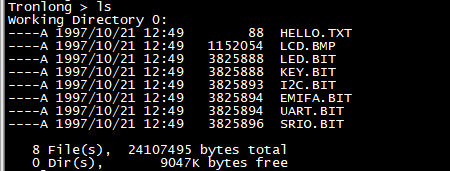 Tronlong > ls
Working Directory 0:
----A 1997/10/21 12:49        88  HELLO.TXT
----A 1997/10/21 12:49   1152054  LCD.BMP
----A 1997/10/21 12:49   3825888  LED.BIT
----A 1997/10/21 12:49   3825888  KEY.BIT
----A 1997/10/21 12:49   3825893  I2C.BIT
----A 1997/10/21 12:49   3825894  EMIFA.BIT
----A 1997/10/21 12:49   3825894  UART.BIT
----A 1997/10/21 12:49   3825896  SRIO.BIT
8 File(s),  24107495 bytes total
0 Dir(s),      9047K bytes free